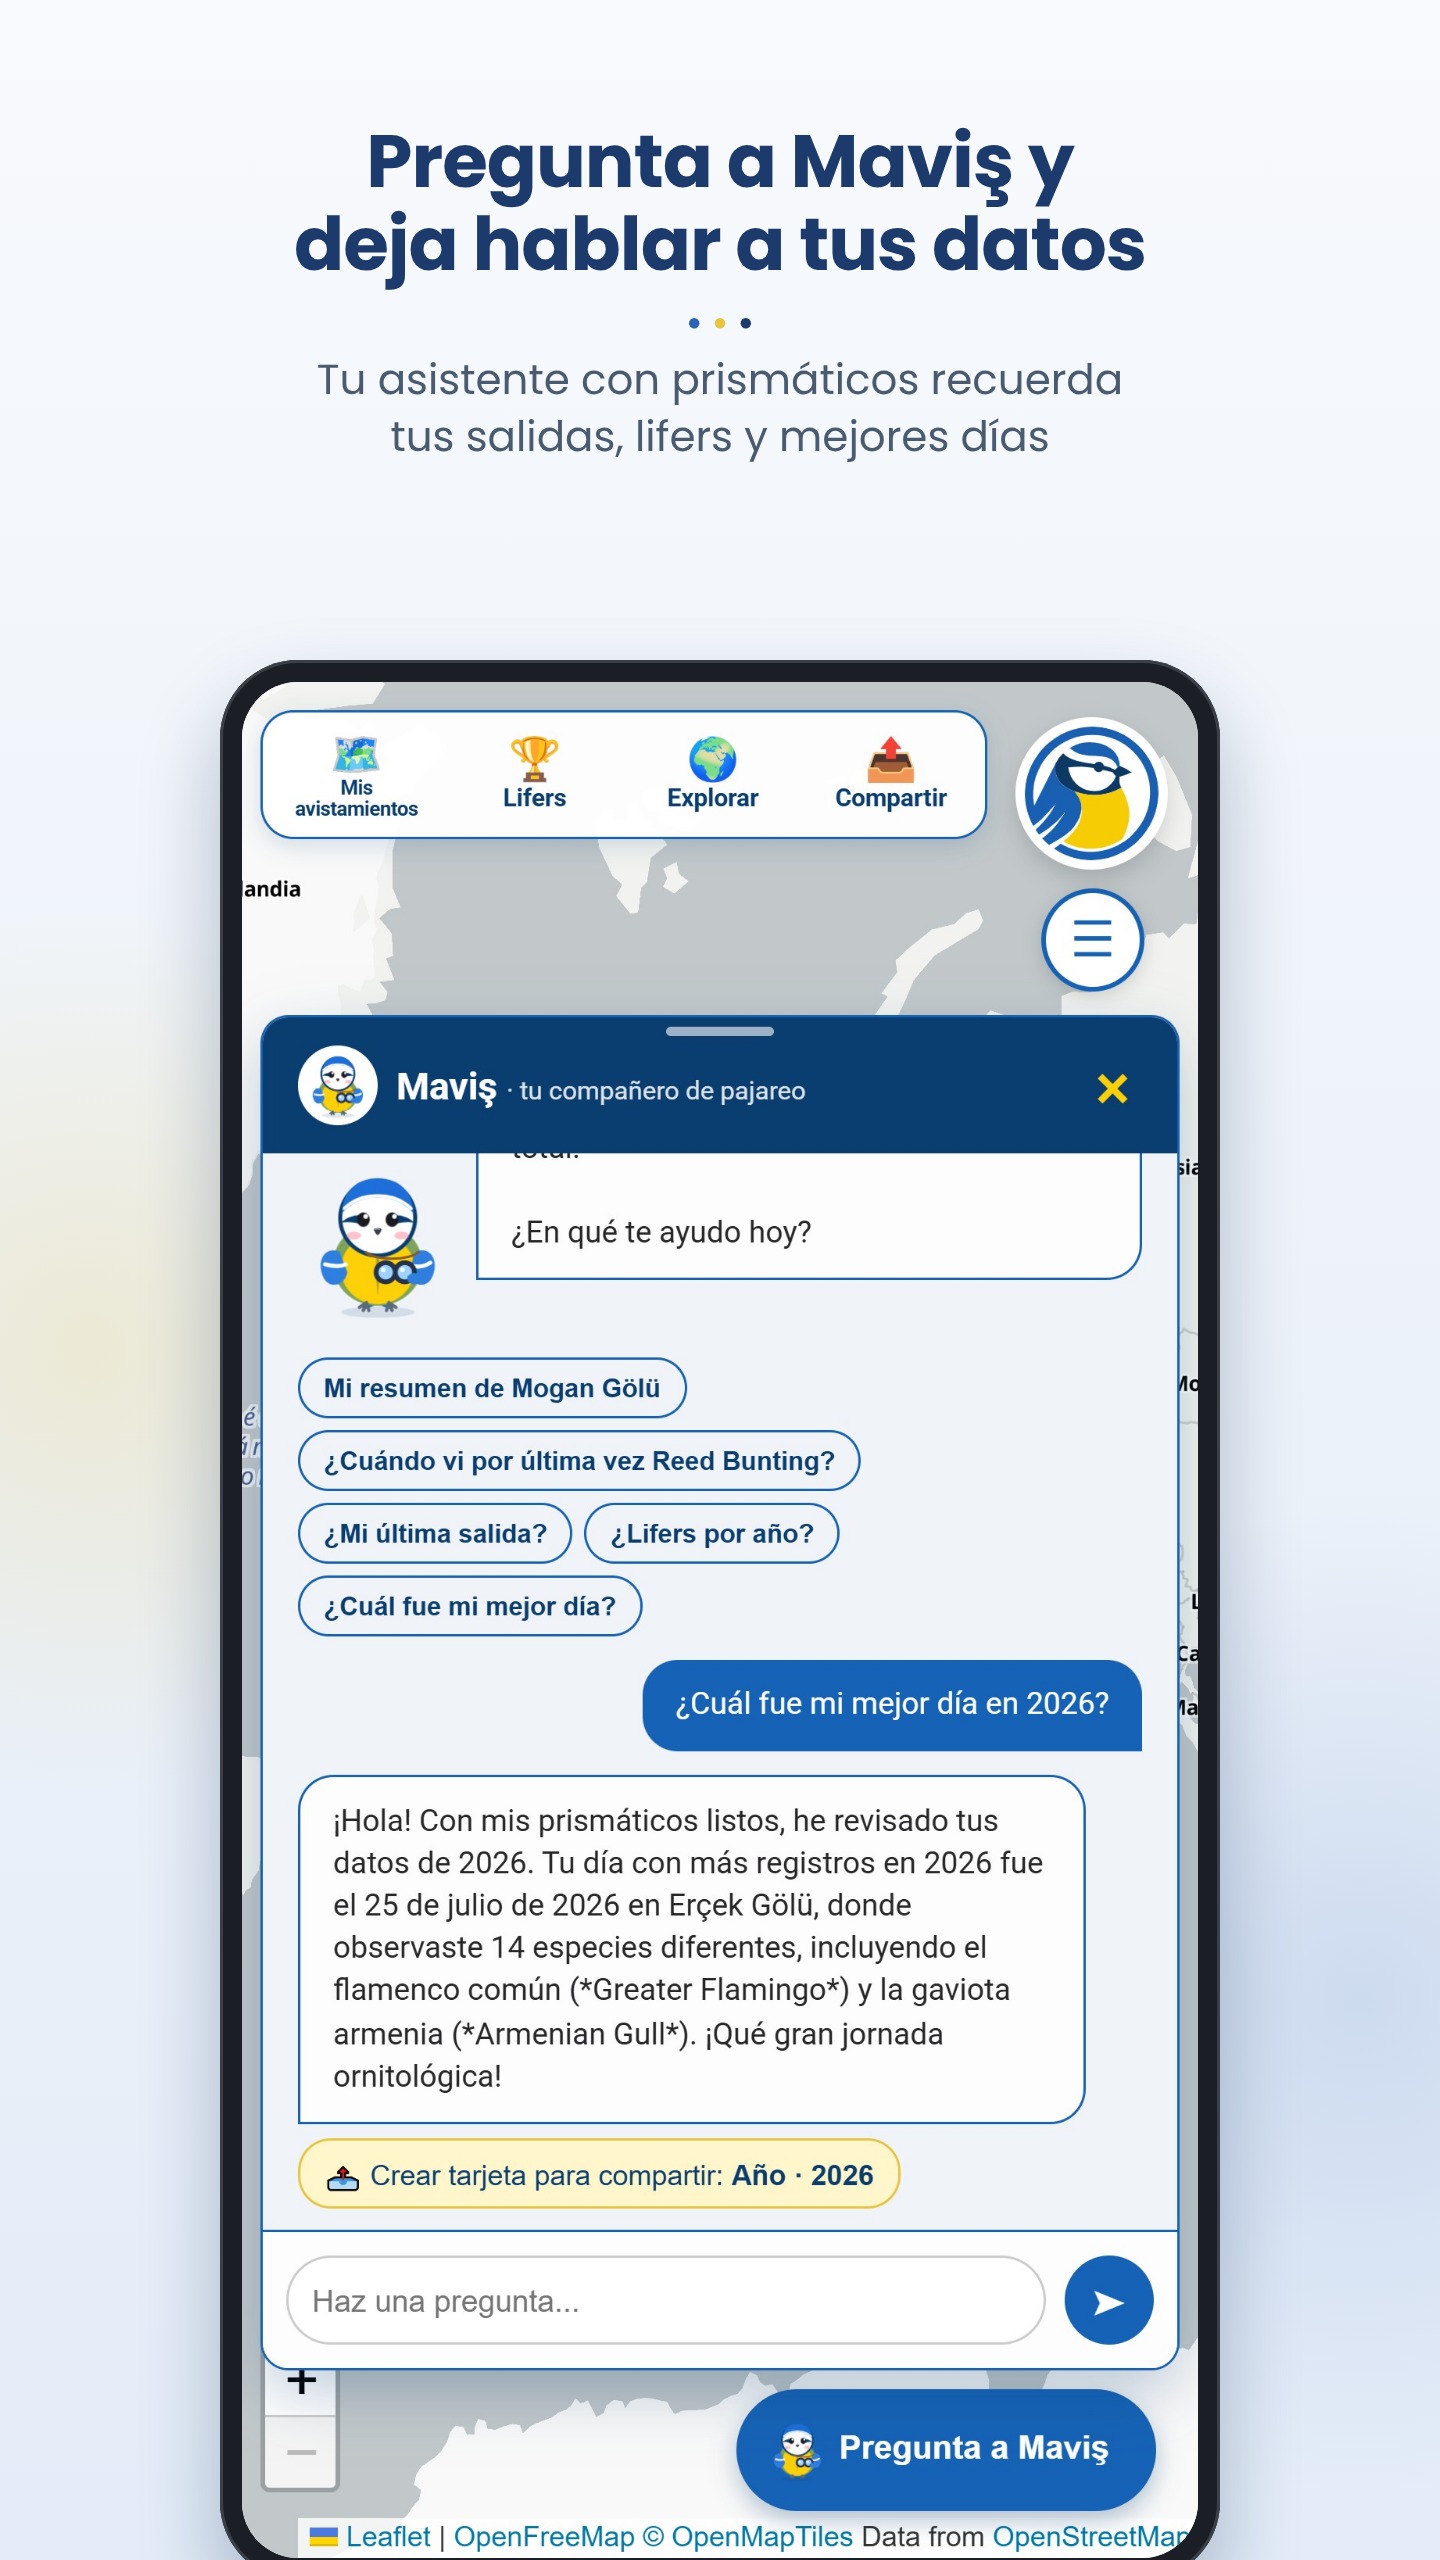 Pregunta a Maviş y
deja hablar a tus datos
Tu asistente con prismáticos recuerda
tus salidas, lifers y mejores días
Mis
avistamientos
Lifers
Explorar
Compartir
landia
Maviş · tu compañero de pajareo
total.
¿En qué te ayudo hoy?
Mi resumen de Mogan Gölü
¿Cuándo vi por última vez Reed Bunting?
¿Mi última salida?
¿Lifers por año?
¿Cuál fue mi mejor día?
¿Cuál fue mi mejor día en 2026?
¡Hola! Con mis prismáticos listos, he revisado tus
datos de 2026. Tu día con más registros en 2026 fue
el 25 de julio de 2026 en Erçek Gölü, donde
observaste 14 especies diferentes, incluyendo el
flamenco común (*Greater Flamingo*) y la gaviota
armenia (*Armenian Gull*). ¡Qué gran jornada
ornitológica!
Crear tarjeta para compartir: Año · 2026
Haz una pregunta...
+
−
Pregunta a Maviş
Leaflet | OpenFreeMap © OpenMapTiles Data from OpenStreetMap